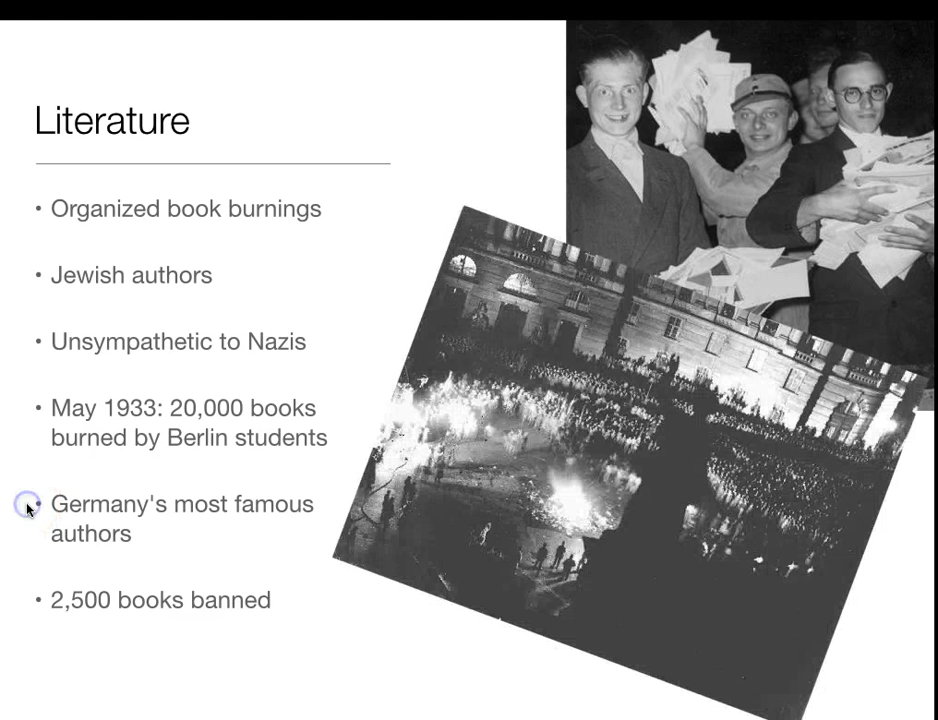 Literature
• Organized book burnings
• Jewish authors
• Unsympathetic to Nazis
• May 1933: 20,000 books
burned by Berlin students
• Germany's most famous
authors
• 2,500 books banned